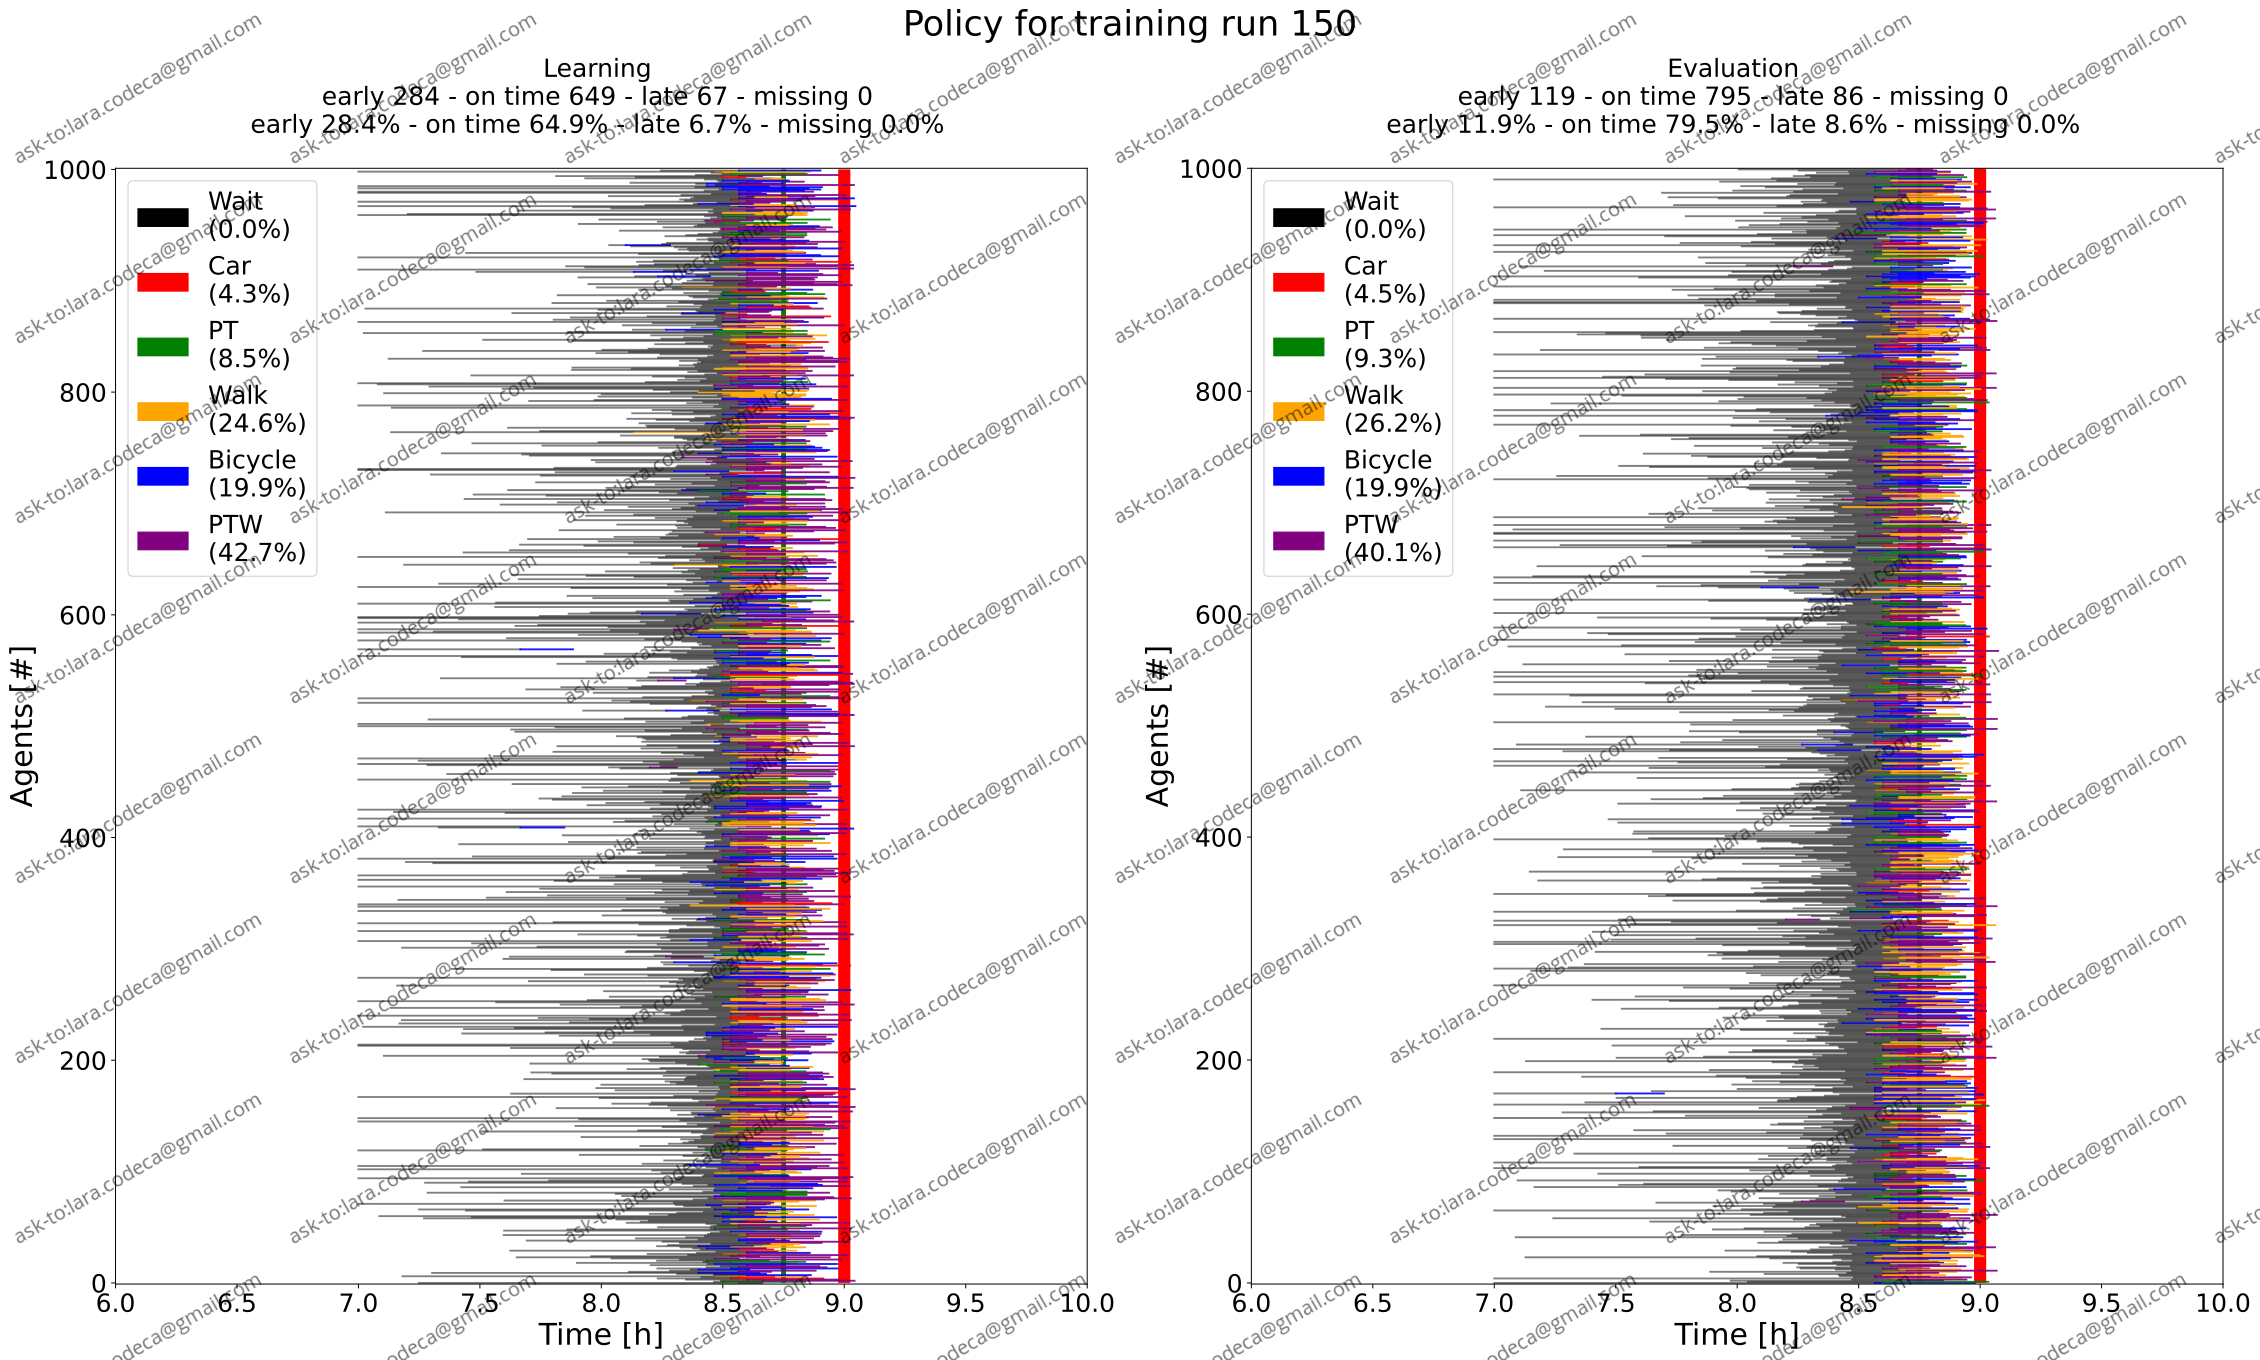 Policy for training run 150
Learning
early 284 - on time 649 - late 67 - missing 0
early 28.4% - on time 64.9% - late 6.7% - missing 0.0%
1000
800
600
400
200
0
Agents [#]
Wait
(0.0%)
Car
(4.3%)
PT
(8.5%)
Walk
(24.6%)
Bicycle
(19.9%)
PTW
(42.7%)
6.0 6.5 7.0 7.5 8.0 8.5 9.0 9.5 10.0
Time [h]
Evaluation
early 119 - on time 795 - late 86 - missing 0
early 11.9% - on time 79.5% - late 8.6% - missing 0.0%
1000
800
600
400
200
0
Agents [#]
Wait
(0.0%)
Car
(4.5%)
PT
(9.3%)
Walk
(26.2%)
Bicycle
(19.9%)
PTW
(40.1%)
6.0 6.5 7.0 7.5 8.0 8.5 9.0 9.5 10.0
Time [h]
ask-to:lara.codeca@gmail.com